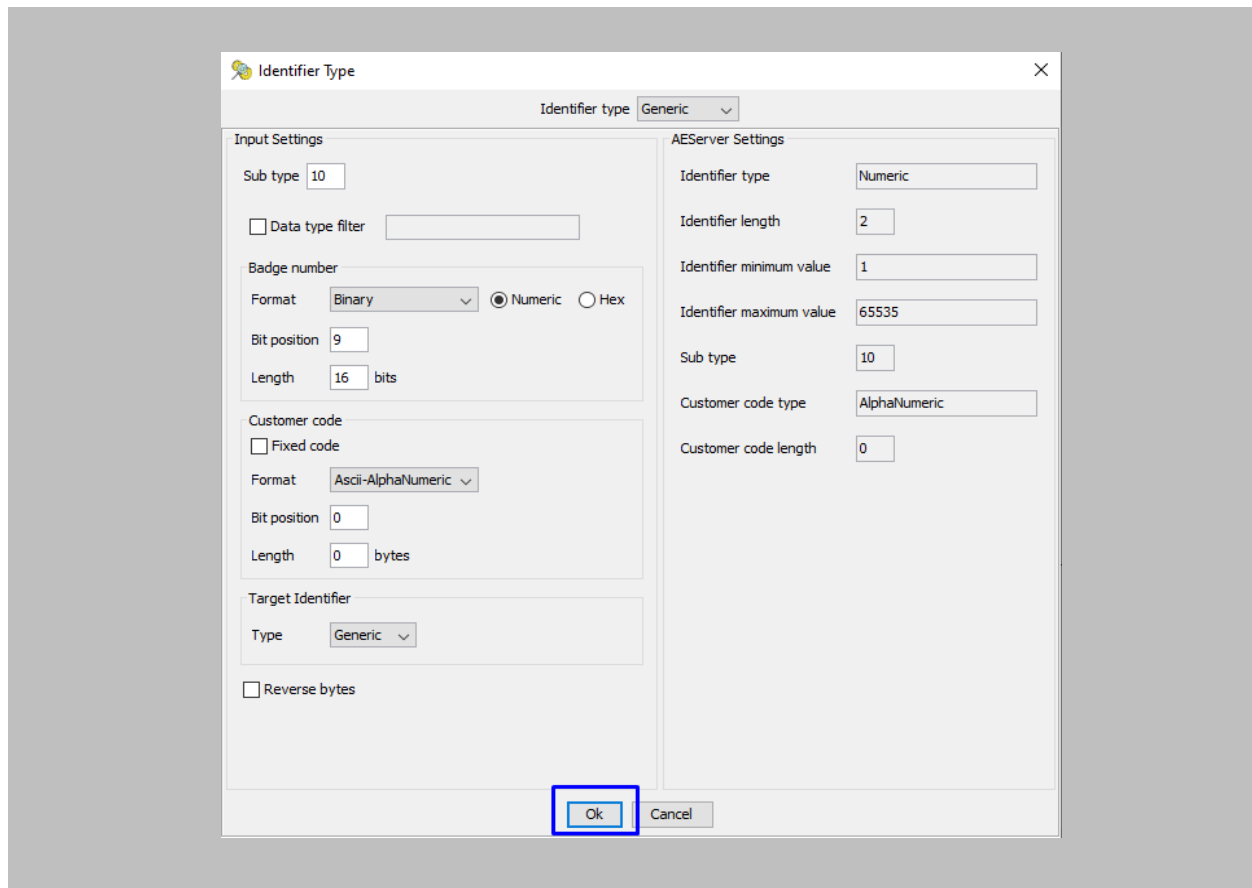 Identifier Type
Identifier type Generic
Input Settings
Sub type 10
Data type filter
Badge number
Format Binary Numeric Hex
Bit position 9
Length 16 bits
Customer code
Fixed code
Format Ascii-AlphaNumeric
Bit position 0
Length 0 bytes
Target Identifier
Type Generic
Reverse bytes
AEServer Settings
Identifier type Numeric
Identifier length 2
Identifier minimum value 1
Identifier maximum value 65535
Sub type 10
Customer code type AlphaNumeric
Customer code length 0
Ok Cancel